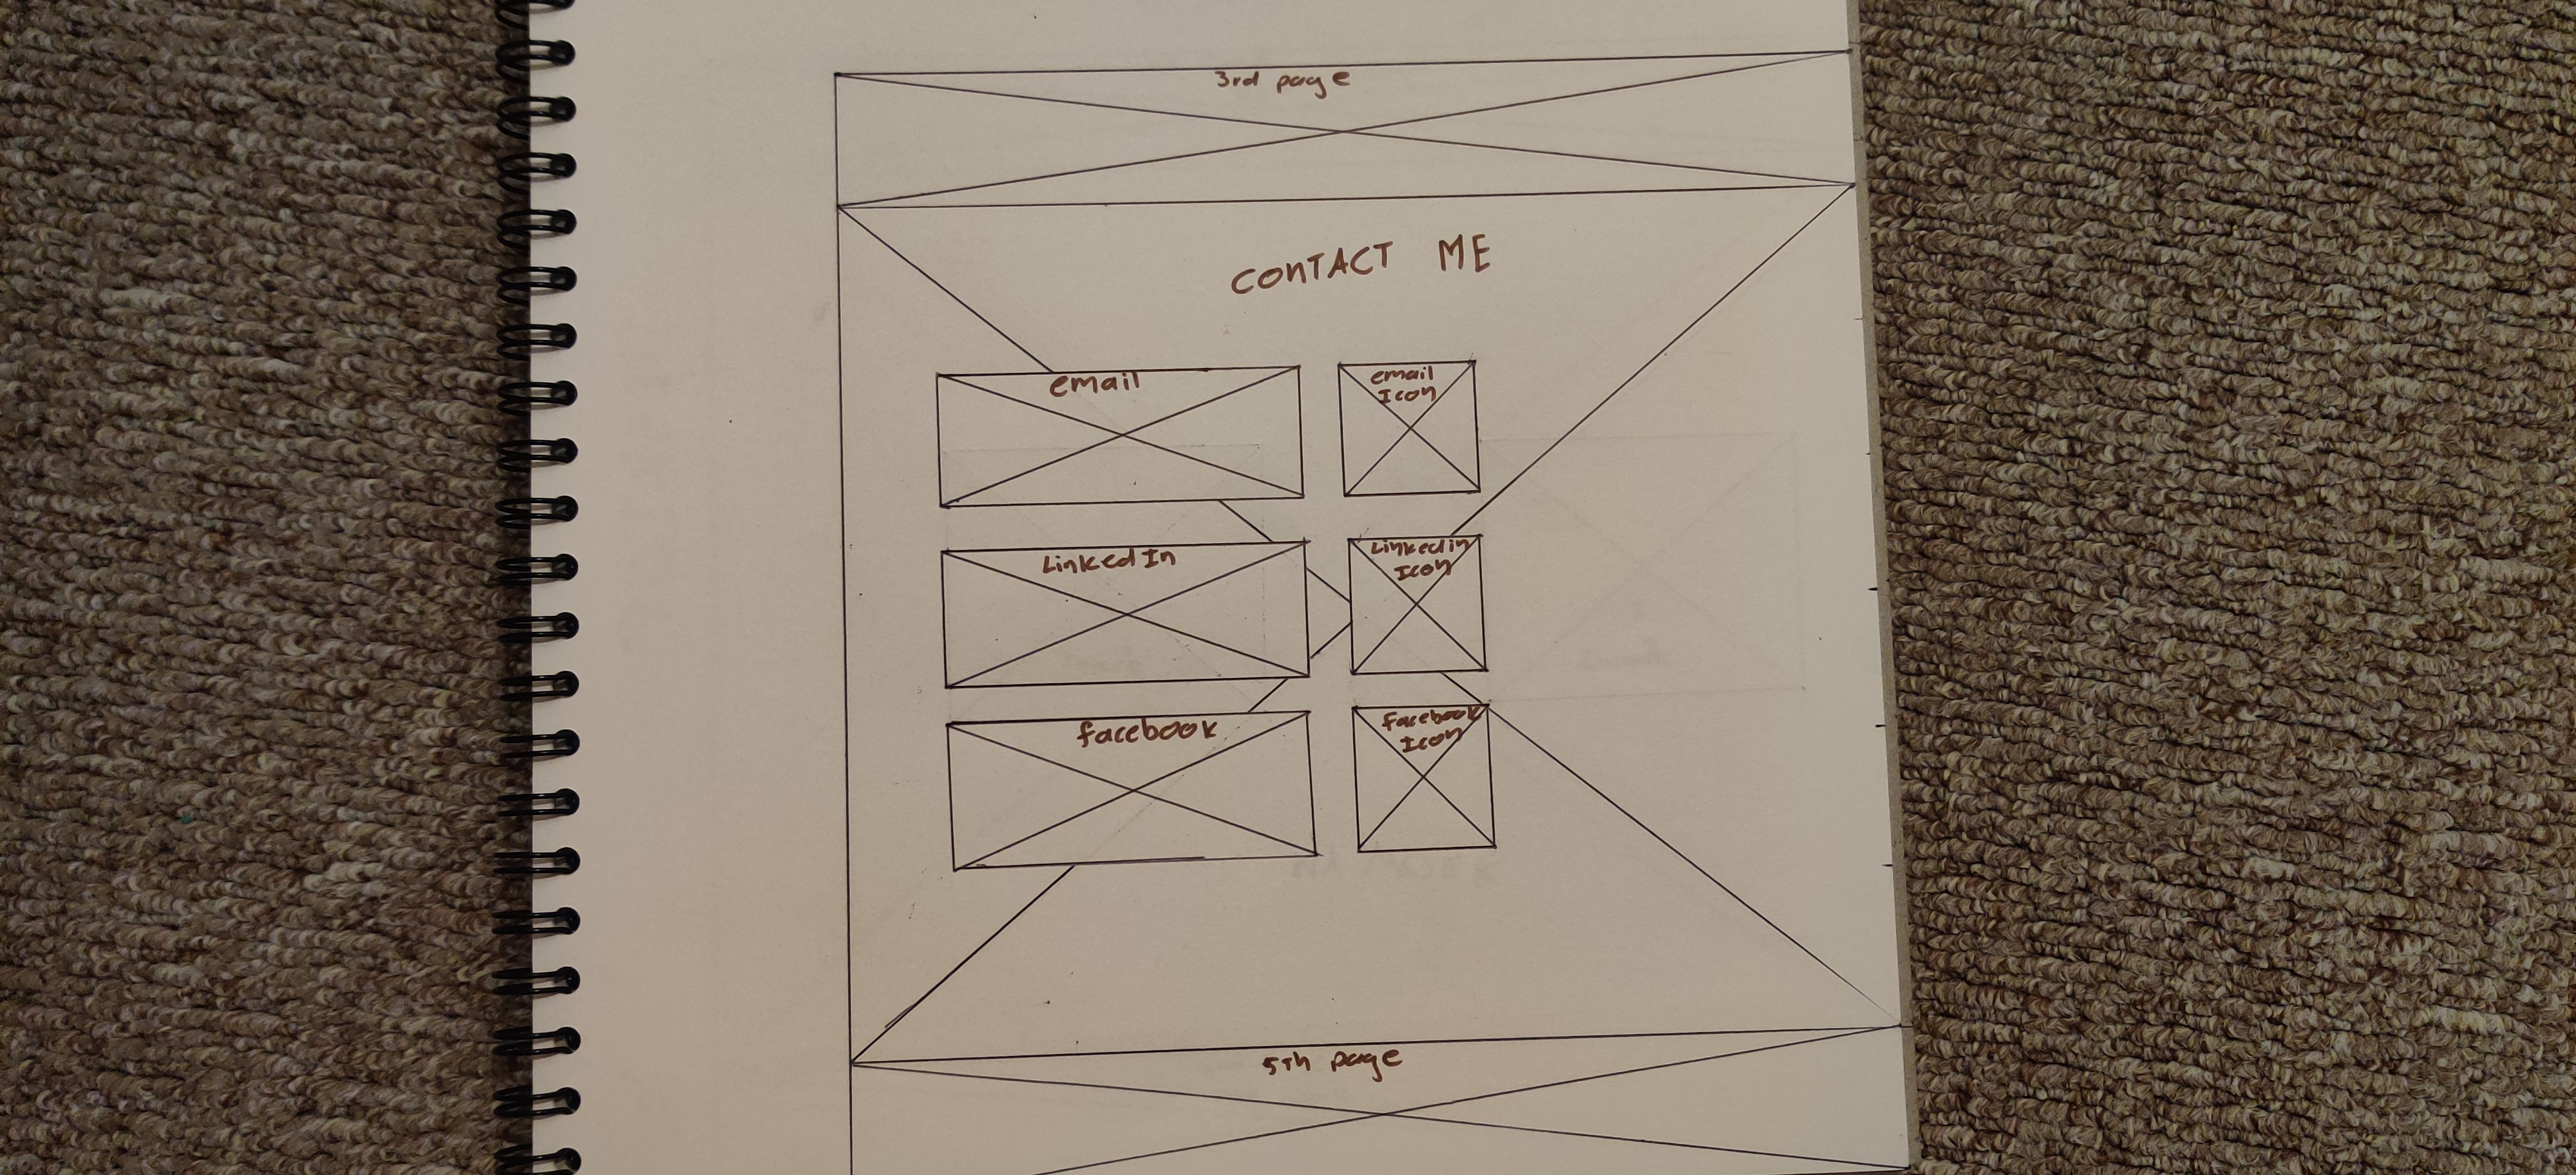 3rd page
CONTACT ME
email
email
Icon
LinkedIn
Linkedin
Icon
facebook
facebook
Icon
5th page